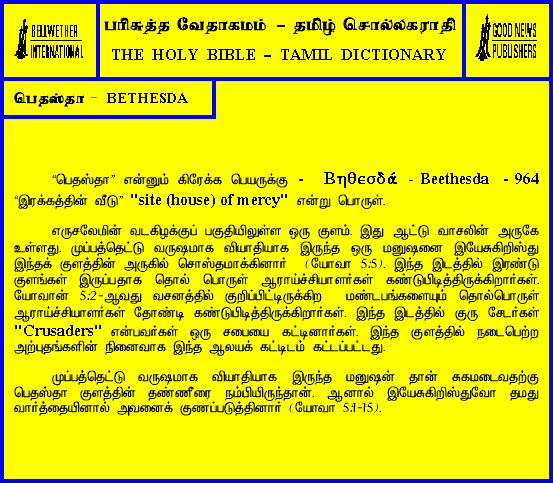 BELLWETHER
INTERNATIONAL
பரிசுத்த வேதாகமம் – தமிழ் சொல்லகராதி
THE HOLY BIBLE – TAMIL DICTIONARY
GOOD NEWS
PUBLISHERS
பெதஸ்தா - BETHESDA
“பெதஸ்தா” என்னும் கிரேக்க பெயருக்கு - Βηθεσδά - Beethesda - 964
“இரக்கத்தின் வீடு” "site (house) of mercy" என்று பொருள்.
எருசலேமின் வடகிழக்குப் பகுதியிலுள்ள ஒரு குளம். இது ஆட்டு வாசலின் அருகே
உள்ளது. முப்பத்தெட்டு வருஷமாக வியாதியாக இருந்த ஒரு மனுஷனை இயேசுகிறிஸ்து
இந்தக் குளத்தின் அருகில் சொஸ்தமாக்கினார் (யோவா 5:5). இந்த இடத்தில் இரண்டு
குளங்கள் இருப்பதாக தொல் பொருள் ஆராய்ச்சியாளர்கள் கண்டுபிடித்திருக்கிறார்கள்.
யோவான் 5:2-ஆவது வசனத்தில் குறிப்பிட்டிருக்கிற மண்டபங்களையும் தொல்பொருள்
ஆராய்ச்சியாளர்கள் தோண்டி கண்டுபிடித்திருக்கிறார்கள். இந்த இடத்தில் குரு சேடர்கள்
"Crusaders" என்பவர்கள் ஒரு சபையை கட்டினார்கள். இந்த குளத்தில் நடைபெற்ற
அற்புதங்களின் நினைவாக இந்த ஆலயக் கட்டிடம் கட்டப்பட்டது.
முப்பத்தெட்டு வருஷமாக வியாதியாக இருந்த மனுஷன் தான் சுகமடைவதற்கு
பெதஸ்தா குளத்தின் தண்ணீரை நம்பியிருந்தான். ஆனால் இயேசுகிறிஸ்துவோ தமது
வார்த்தையினால் அவனைக் குணப்படுத்தினார் (யோவா 5:1-15).